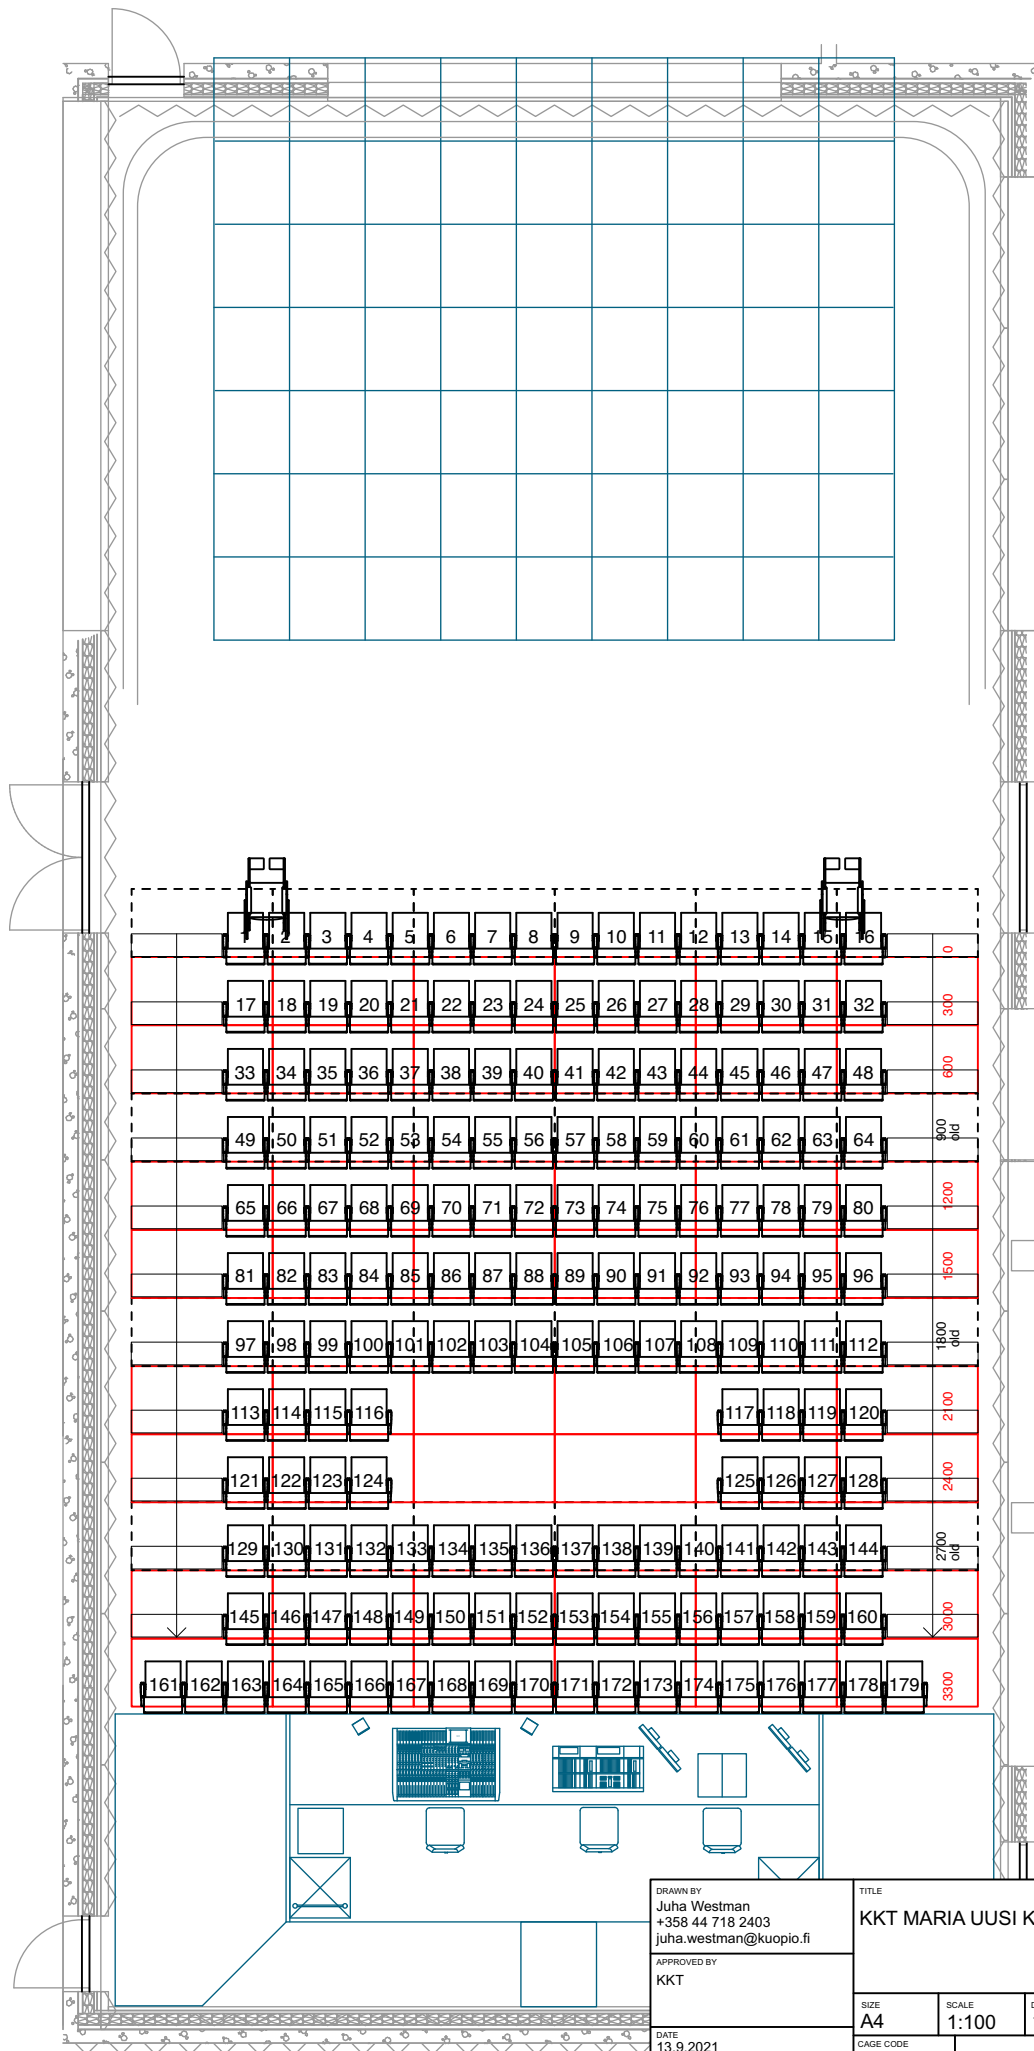 1 2 3 4 5 6 7 8 9 10 11 12 13 14 15 16 0
17 18 19 20 21 22 23 24 25 26 27 28 29 30 31 32 300
33 34 35 36 37 38 39 40 41 42 43 44 45 46 47 48 600
49 50 51 52 53 54 55 56 57 58 59 60 61 62 63 64 900
old
65 66 67 68 69 70 71 72 73 74 75 76 77 78 79 80 1200
81 82 83 84 85 86 87 88 89 90 91 92 93 94 95 96 1500
97 98 99 100 101 102 103 104 105 106 107 108 109 110 111 112 1800
old
113 114 115 116 117 118 119 120 2100
121 122 123 124 125 126 127 128 2400
129 130 131 132 133 134 135 136 137 138 139 140 141 142 143 144 2700
old
145 146 147 148 149 150 151 152 153 154 155 156 157 158 159 160 3000
161 162 163 164 165 166 167 168 169 170 171 172 173 174 175 176 177 178 179 3300
DRAWN BY
Juha Westman
+358 44 718 2403
juha.westman@kuopio.fi
APPROVED BY
KKT
DATE
13.9.2021
TITLE
KKT MARIA UUSI K
SIZE
A4
SCALE
1:100
CAGE CODE